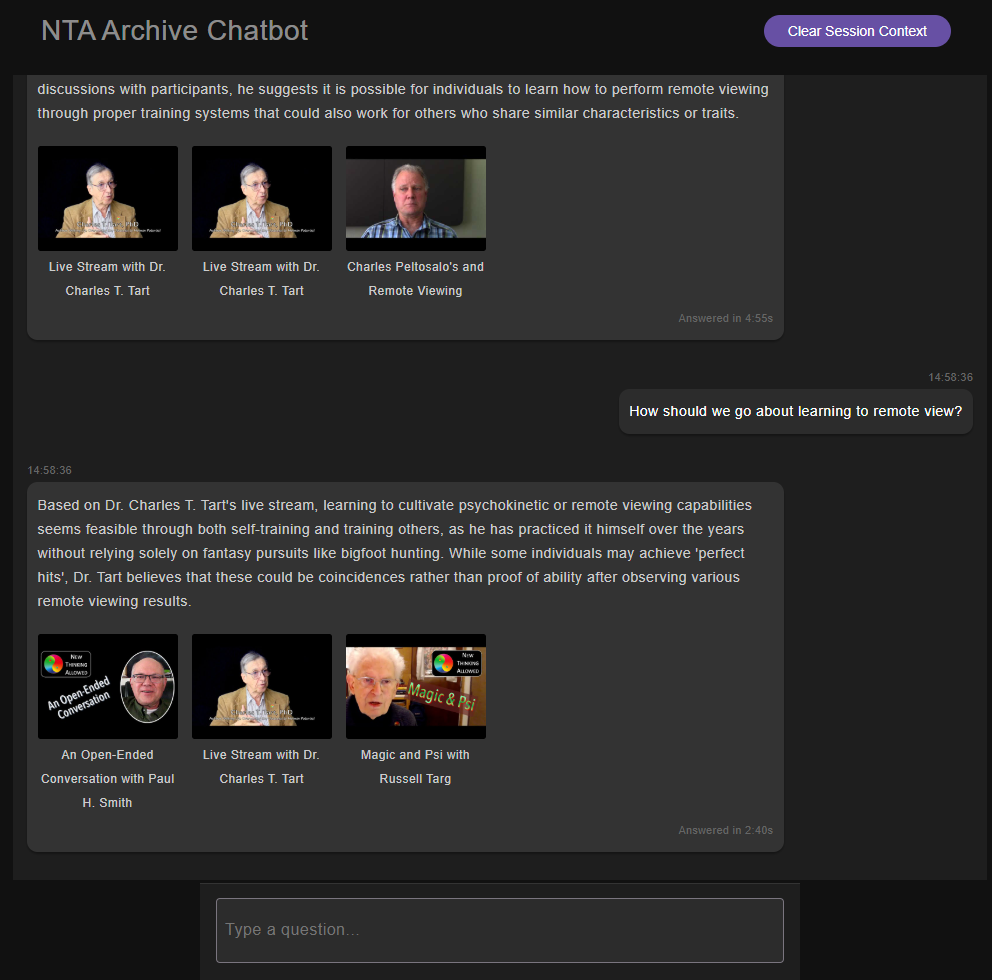 NTA Archive Chatbot
Clear Session Context
discussions with participants, he suggests it is possible for individuals to learn how to perform remote viewing
through proper training systems that could also work for others who share similar characteristics or traits.
Live Stream with Dr.
Charles T. Tart
Live Stream with Dr.
Charles T. Tart
Charles Peltosalo's and
Remote Viewing
Answered in 4:55s
14:58:36
How should we go about learning to remote view?
14:58:36
Based on Dr. Charles T. Tart's live stream, learning to cultivate psychokinetic or remote viewing capabilities
seems feasible through both self-training and training others, as he has practiced it himself over the years
without relying solely on fantasy pursuits like bigfoot hunting. While some individuals may achieve 'perfect
hits', Dr. Tart believes that these could be coincidences rather than proof of ability after observing various
remote viewing results.
New
Thinking
Allowed
An Open-Ended
Conversation
New
Thinking
Allowed
Magic & Psi
An Open-Ended
Conversation with Paul
H. Smith
Live Stream with Dr.
Charles T. Tart
Magic and Psi with
Russell Targ
Answered in 2:40s
Type a question...